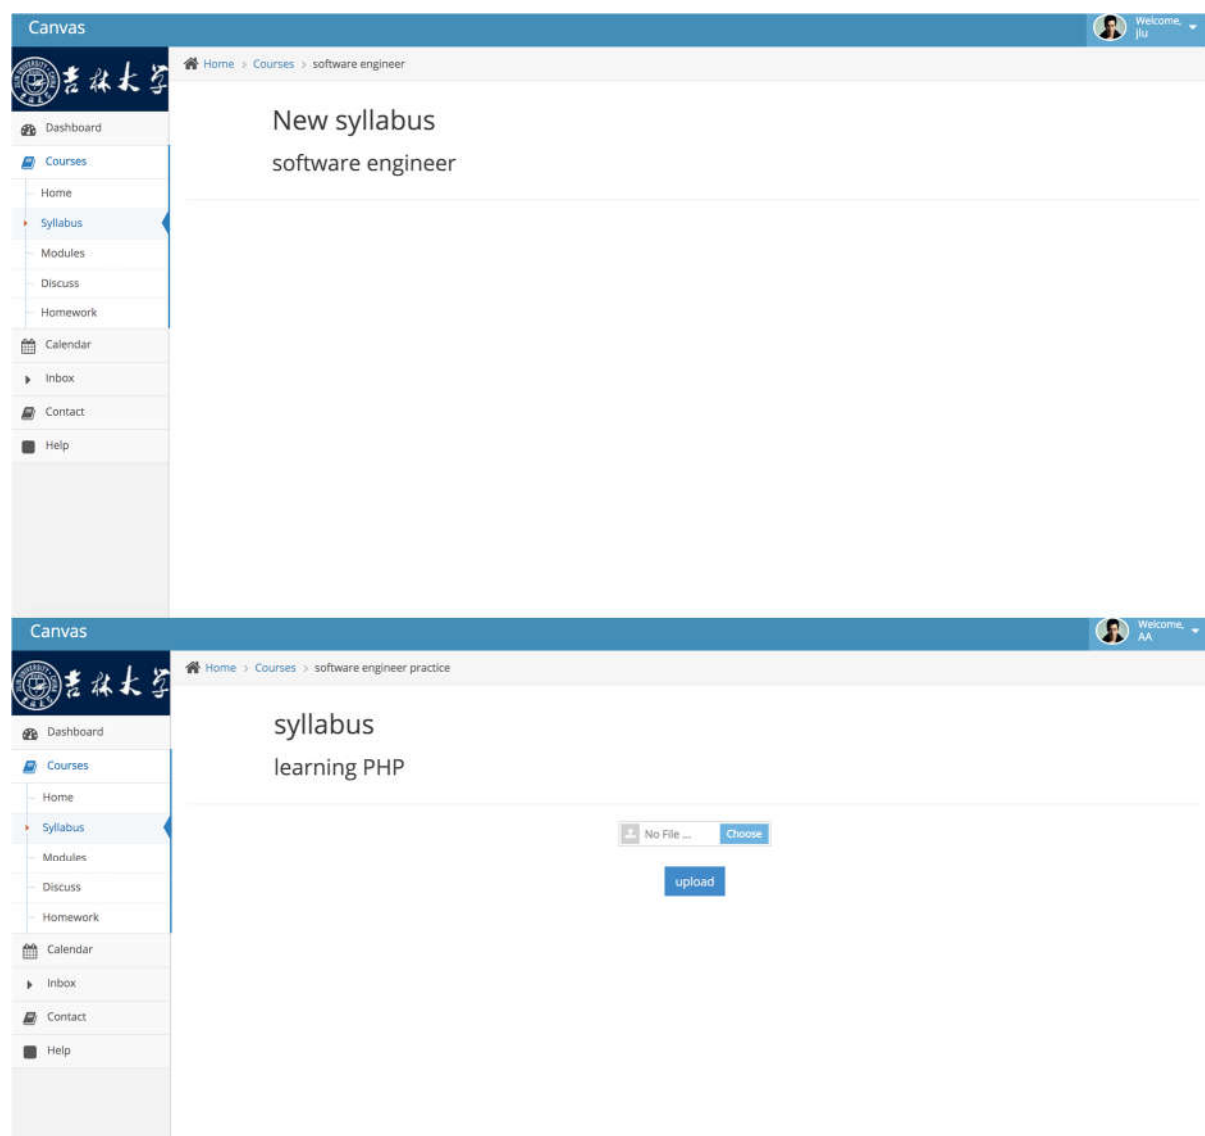 Canvas
Welcome,
jlu
吉林大学
Home > Courses > software engineer
New syllabus
software engineer
Dashboard
Courses
Home
Syllabus
Modules
Discuss
Homework
Calendar
Inbox
Contact
Help
Canvas
Welcome,
AA
吉林大学
Home > Courses > software engineer practice
syllabus
learning PHP
No File ... Choose
upload
Dashboard
Courses
Home
Syllabus
Modules
Discuss
Homework
Calendar
Inbox
Contact
Help